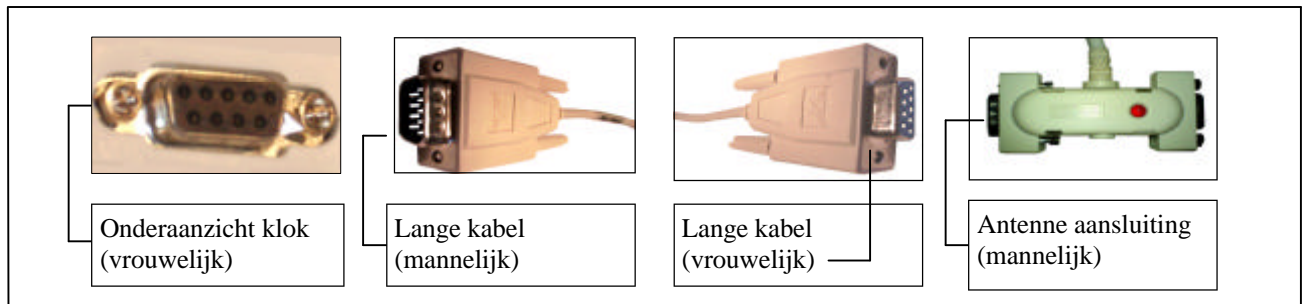 Onderaanzicht klok
(vrouwelijk)
Lange kabel
(mannelijk)
Lange kabel
(vrouwelijk)
Antenne aansluiting
(mannelijk)